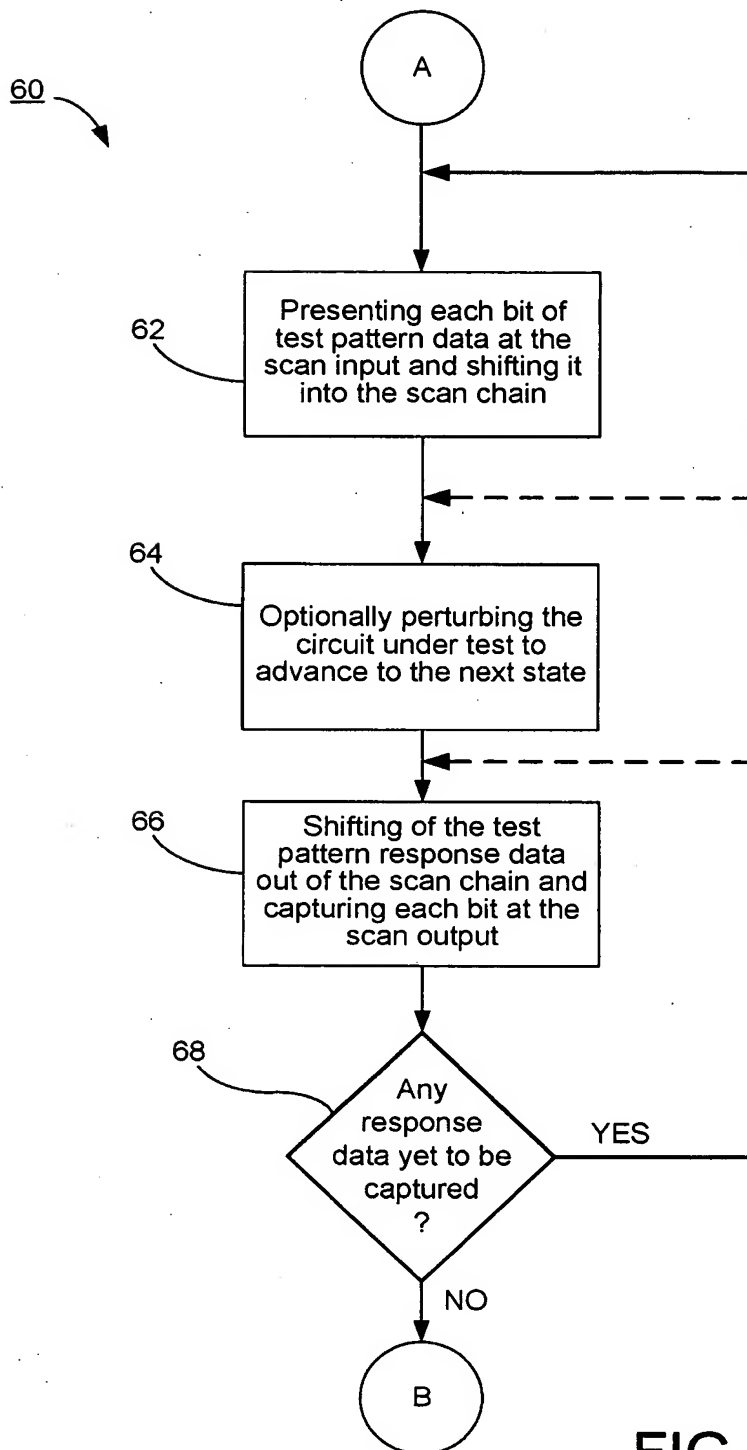 60
A
62
Presenting each bit of
test pattern data at the
scan input and shifting it
into the scan chain
64
Optionally perturbing the
circuit under test to
advance to the next state
66
Shifting of the test
pattern response data
out of the scan chain and
capturing each bit at the
scan output
68
Any
response
data yet to be
captured
?
YES
NO
B
FIG